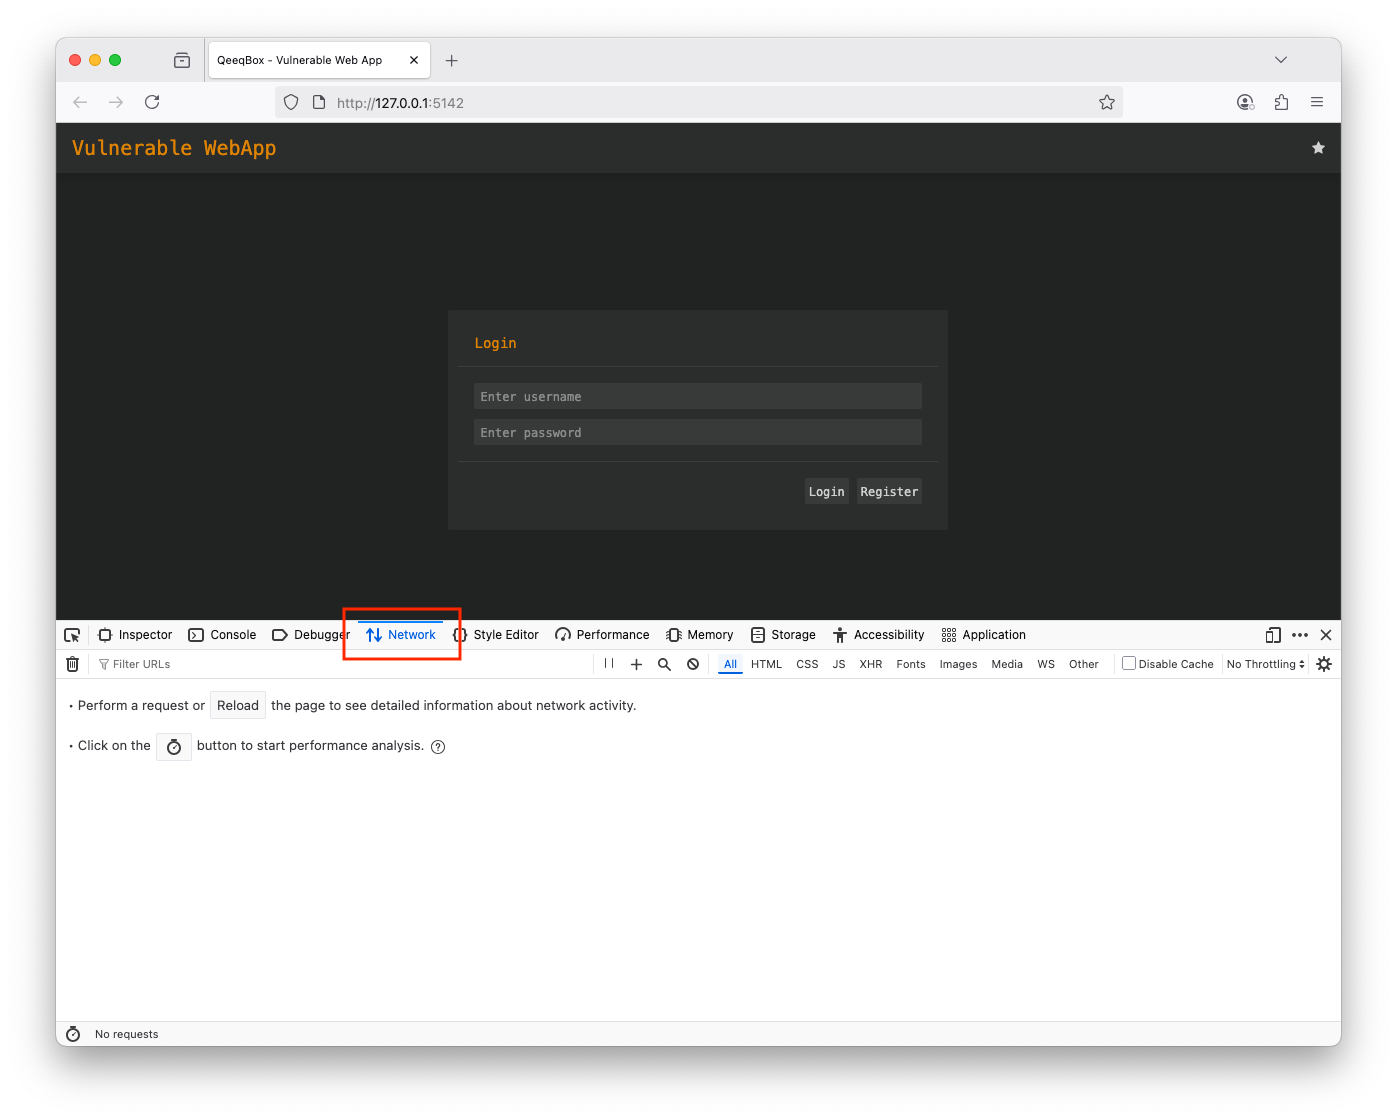 QeeqBox - Vulnerable Web App
http://127.0.0.1:5142
Vulnerable WebApp
Login
Enter username
Enter password
Login Register
Inspector Console Debugger Network Style Editor Performance Memory Storage Accessibility Application
Filter URLs All HTML CSS JS XHR Fonts Images Media WS Other Disable Cache No Throttling
• Perform a request or Reload the page to see detailed information about network activity.
• Click on the button to start performance analysis. ?
No requests